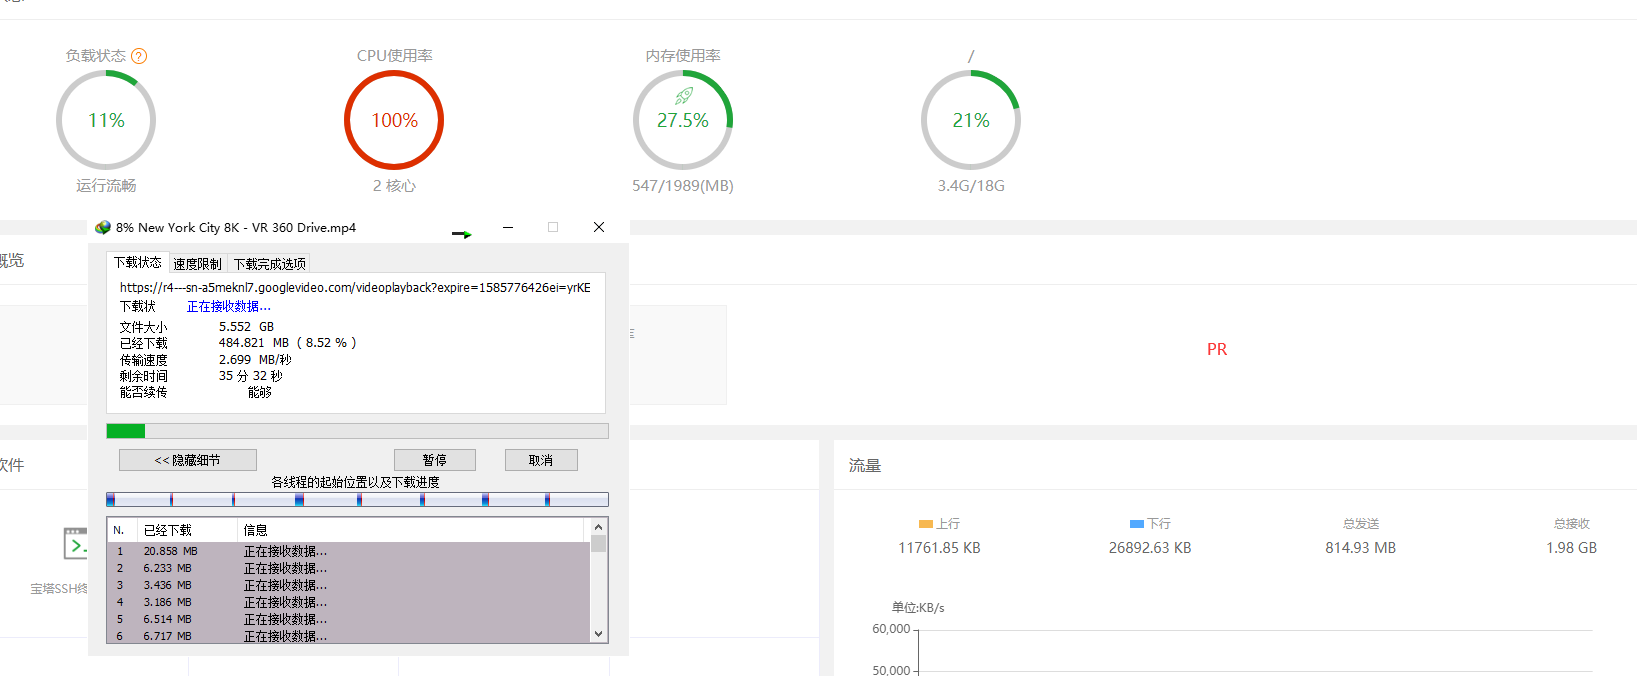 负载状态 ?
CPU使用率
内存使用率
/
11%
100%
27.5%
21%
运行流畅
2 核心
547/1989(MB)
3.4G/18G
8% New York City 8K - VR 360 Drive.mp4
下载状态
速度限制
下载完成选项
https://r4---sn-a5meknl7.googlevideo.com/videoplayback?expire=1585776426ei=yrKE
下载状 正在接收数据...
文件大小 5.552 GB
已经下载 484.821 MB ( 8.52 % )
传输速度 2.699 MB/秒
剩余时间 35 分 32 秒
能否续传 能够
<< 隐藏细节
暂停
取消
各线程的起始位置以及下载进度
N. 已经下载 信息
1 20.858 MB 正在接收数据...
2 6.233 MB 正在接收数据...
3 3.436 MB 正在接收数据...
4 3.186 MB 正在接收数据...
5 6.514 MB 正在接收数据...
6 6.717 MB 正在接收数据...
概览
PR
软件
宝塔SSH终
流量
上行
下行
总发送
总接收
11761.85 KB
26892.63 KB
814.93 MB
1.98 GB
单位:KB/s
60,000
50,000